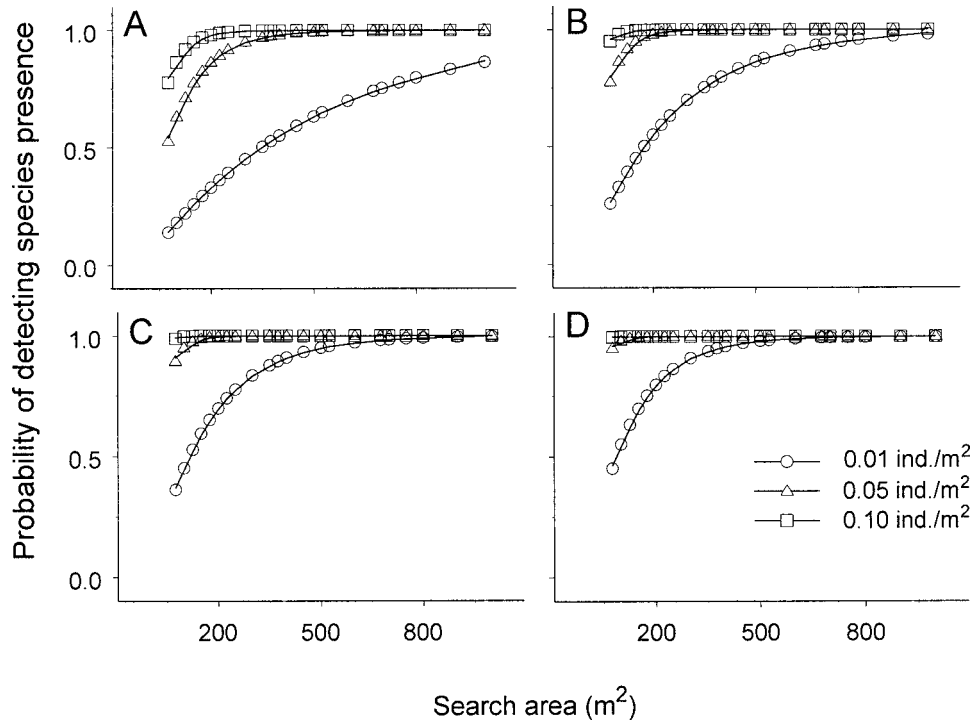 Probability of detecting species presence
A
B
1.0
0.5
0.0
C
D
1.0
0.5
0.0
0.01 ind./m²
0.05 ind./m²
0.10 ind./m²
200 500 800
200 500 800
Search area (m²)